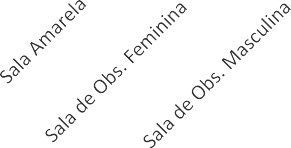 Sala Amarela
Sala de Obs. Feminina
Sala de Obs. Masculina